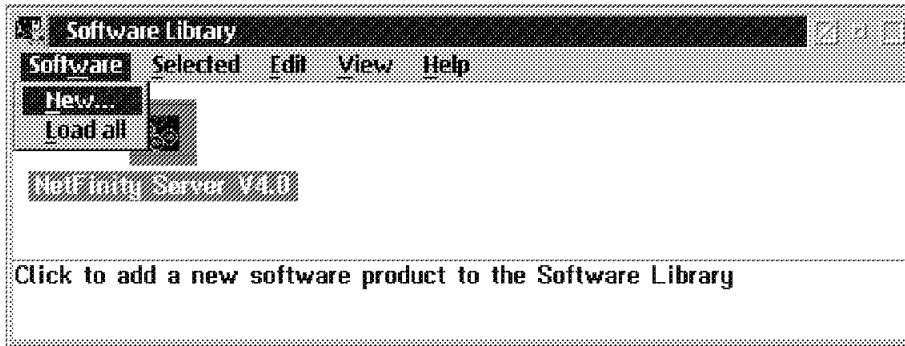 Software Library
Software Selected Edit View Help
New...
Load all
NetFinity Server V4.0
Click to add a new software product to the Software Library